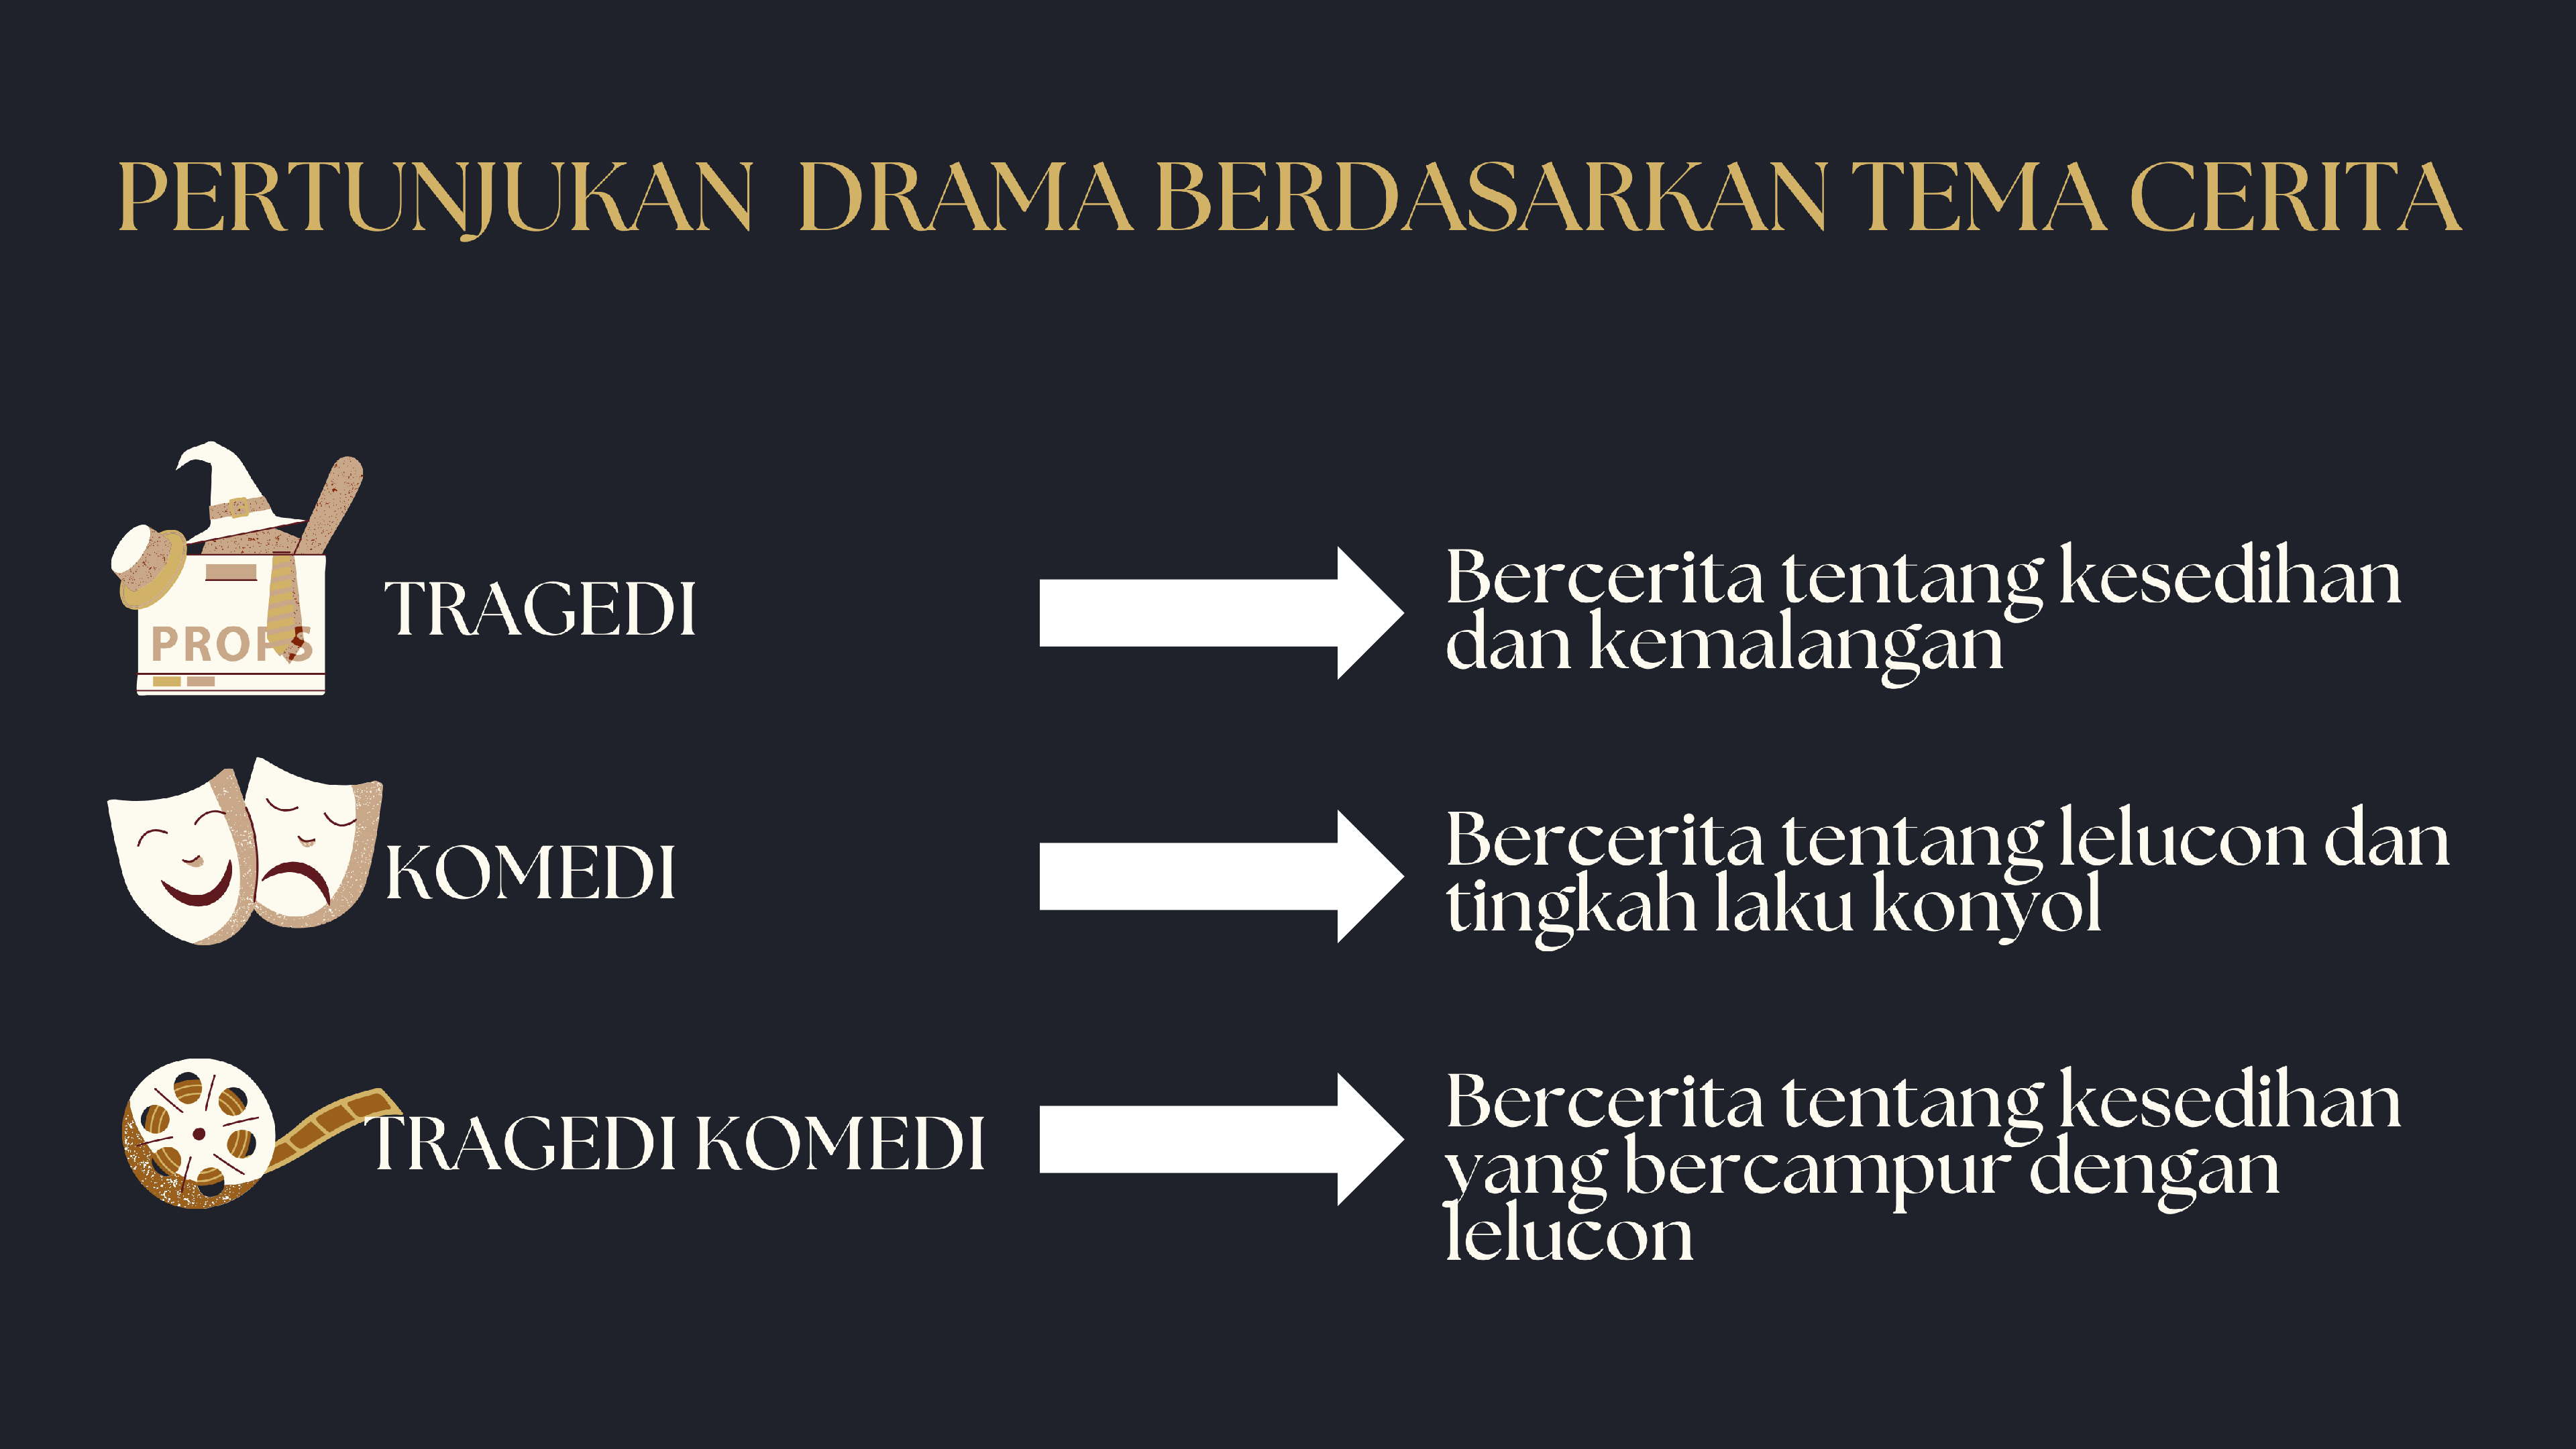 PERTUNJUKAN DRAMA BERDASARKAN TEMA CERITA
PROPS
TRAGEDI
Bercerita tentang kesedihan
dan kemalangan
KOMEDI
Bercerita tentang lelucon dan
tingkah laku konyol
TRAGEDI KOMEDI
Bercerita tentang kesedihan
yang bercampur dengan
lelucon